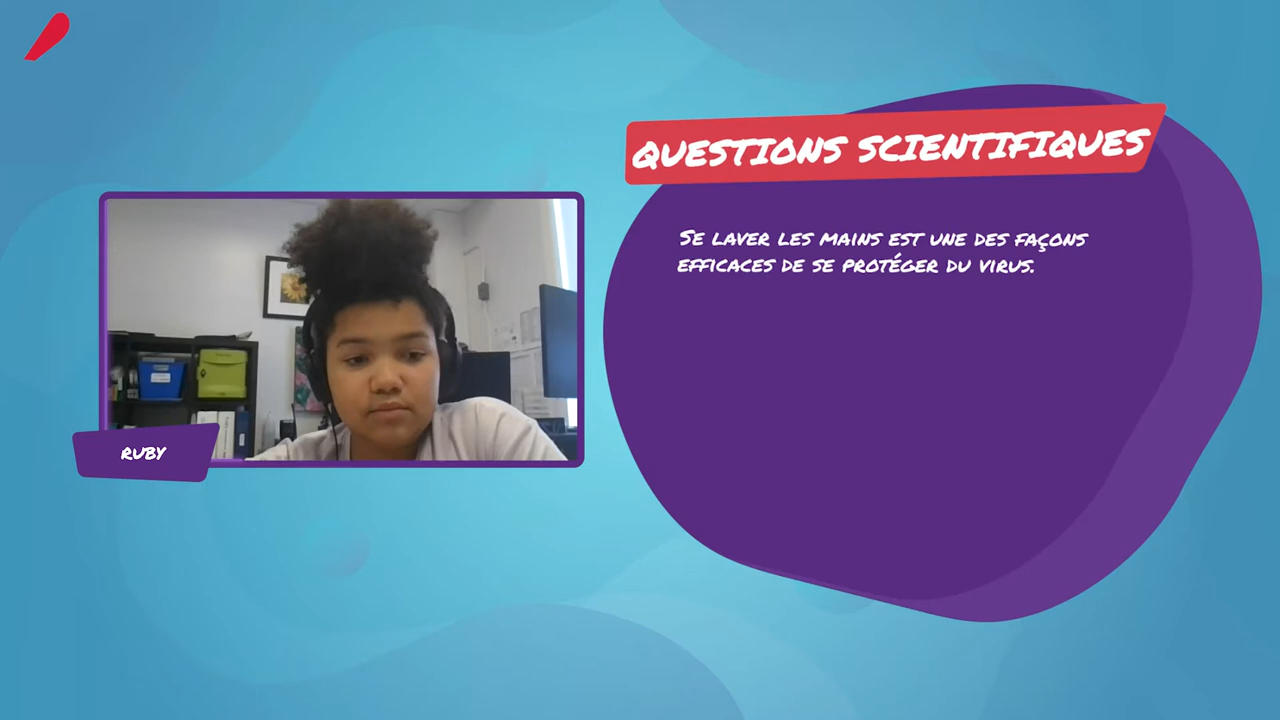 QUESTIONS SCIENTIFIQUES
SE LAVER LES MAINS EST UNE DES FAÇONS
EFFICACES DE SE PROTÉGER DU VIRUS.
RUBY